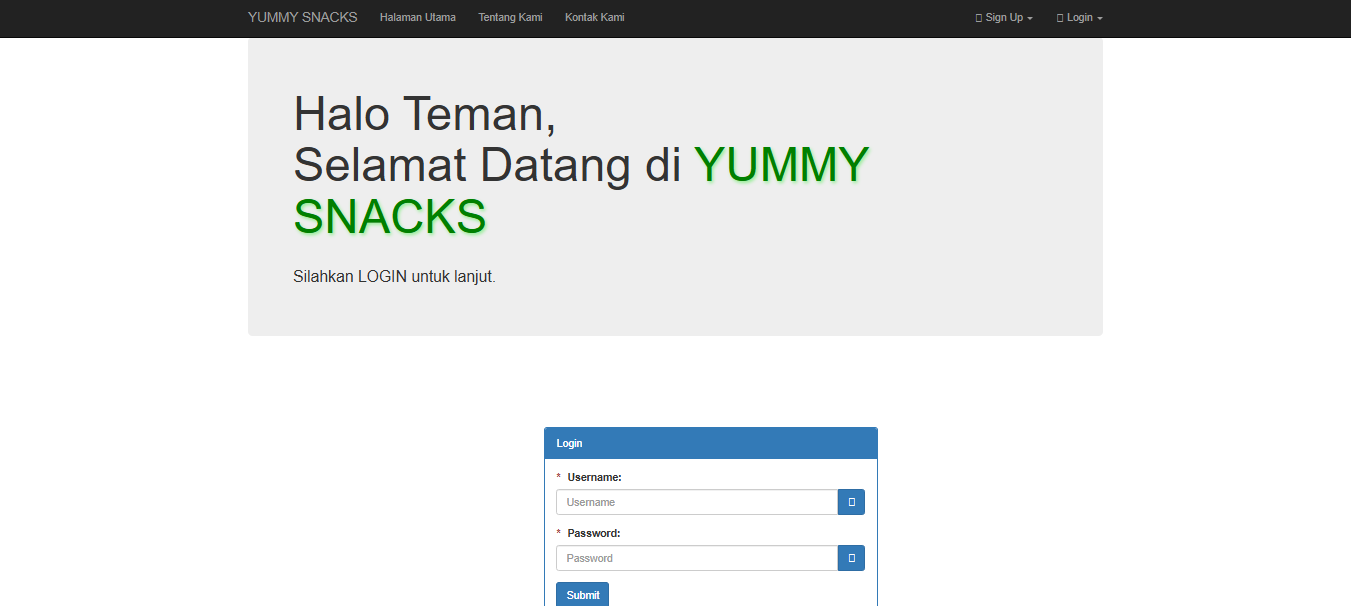 YUMMY SNACKS Halaman Utama Tentang Kami Kontak Kami Sign Up Login
Halo Teman,
Selamat Datang di YUMMY
SNACKS
Silahkan LOGIN untuk lanjut.
Login
* Username:
Username
* Password:
Password
Submit